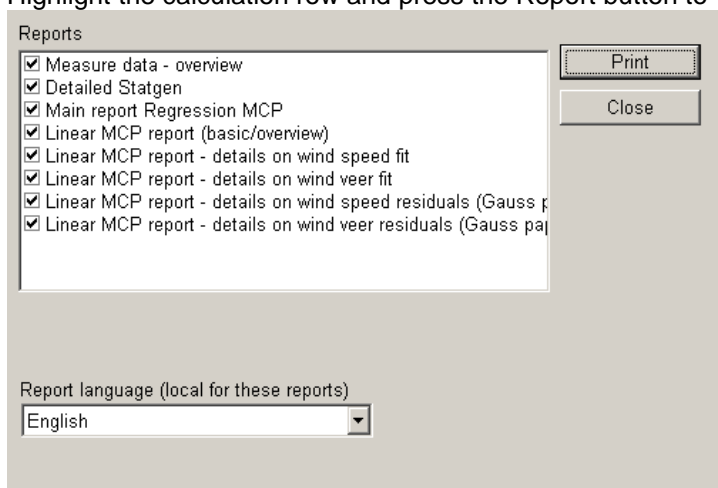 Highlight the calculation row and press the Report button to
Reports
Measure data - overview
Print
Detailed Statgen
Main report Regression MCP
Close
Linear MCP report (basic/overview)
Linear MCP report - details on wind speed fit
Linear MCP report - details on wind veer fit
Linear MCP report - details on wind speed residuals (Gauss
Linear MCP report - details on wind veer residuals (Gauss
Report language (local for these reports)
English